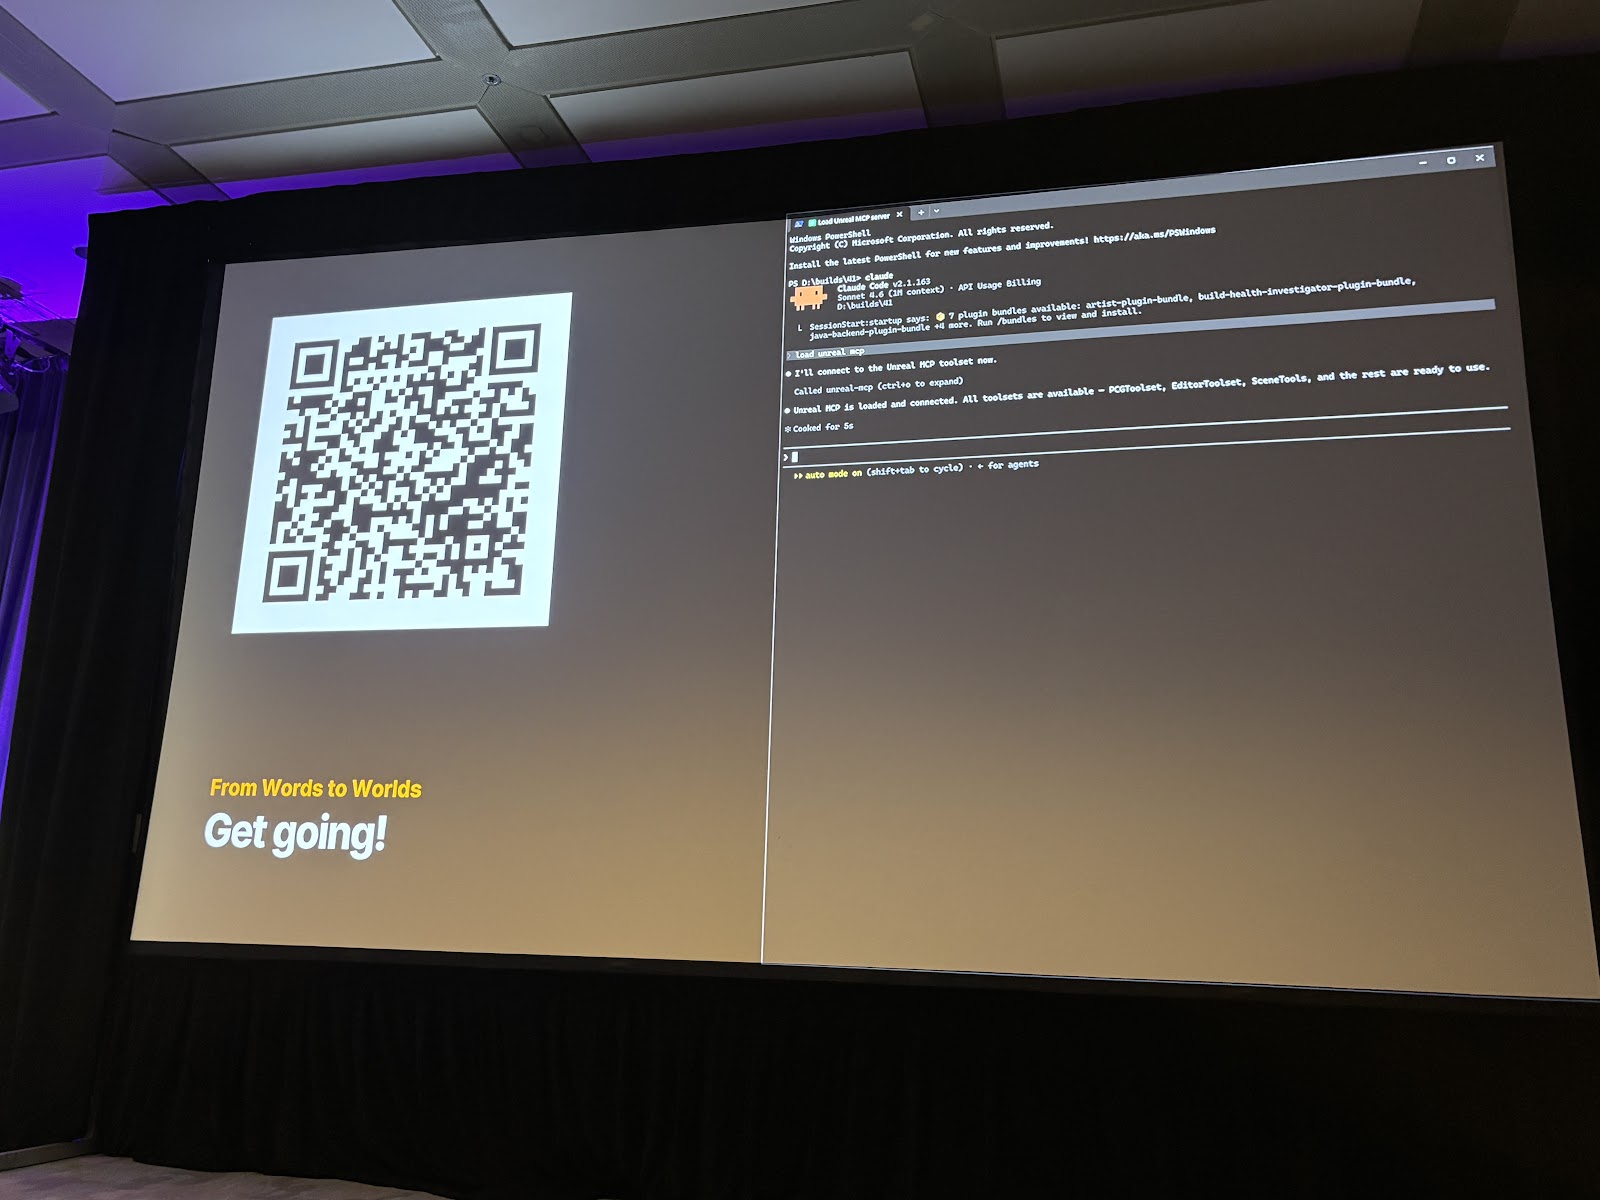 From Words to Worlds
Get going!
Load Unreal MCP server
Windows PowerShell
Copyright (C) Microsoft Corporation. All rights reserved.
Install the latest PowerShell for new features and improvements! https://aka.ms/PSWindows
PS D:\builds\41> claude
Claude Code v2.1.163
Sonnet 4.6 (1M context) · API Usage Billing
D:\builds\41
SessionStart:startup says: 7 plugin bundles available: artist-plugin-bundle, build-health-investigator-plugin-bundle,
java-backend-plugin-bundle +4 more. Run /bundles to view and install.
> load unreal mcp
● I'll connect to the Unreal MCP toolset now.
Called unreal-mcp (ctrl+o to expand)
● Unreal MCP is loaded and connected. All toolsets are available — PCGToolset, EditorToolset, SceneTools, and the rest are ready to use.
✻ Cooked for 5s
>
⏵⏵ auto mode on (shift+tab to cycle) · ← for agents